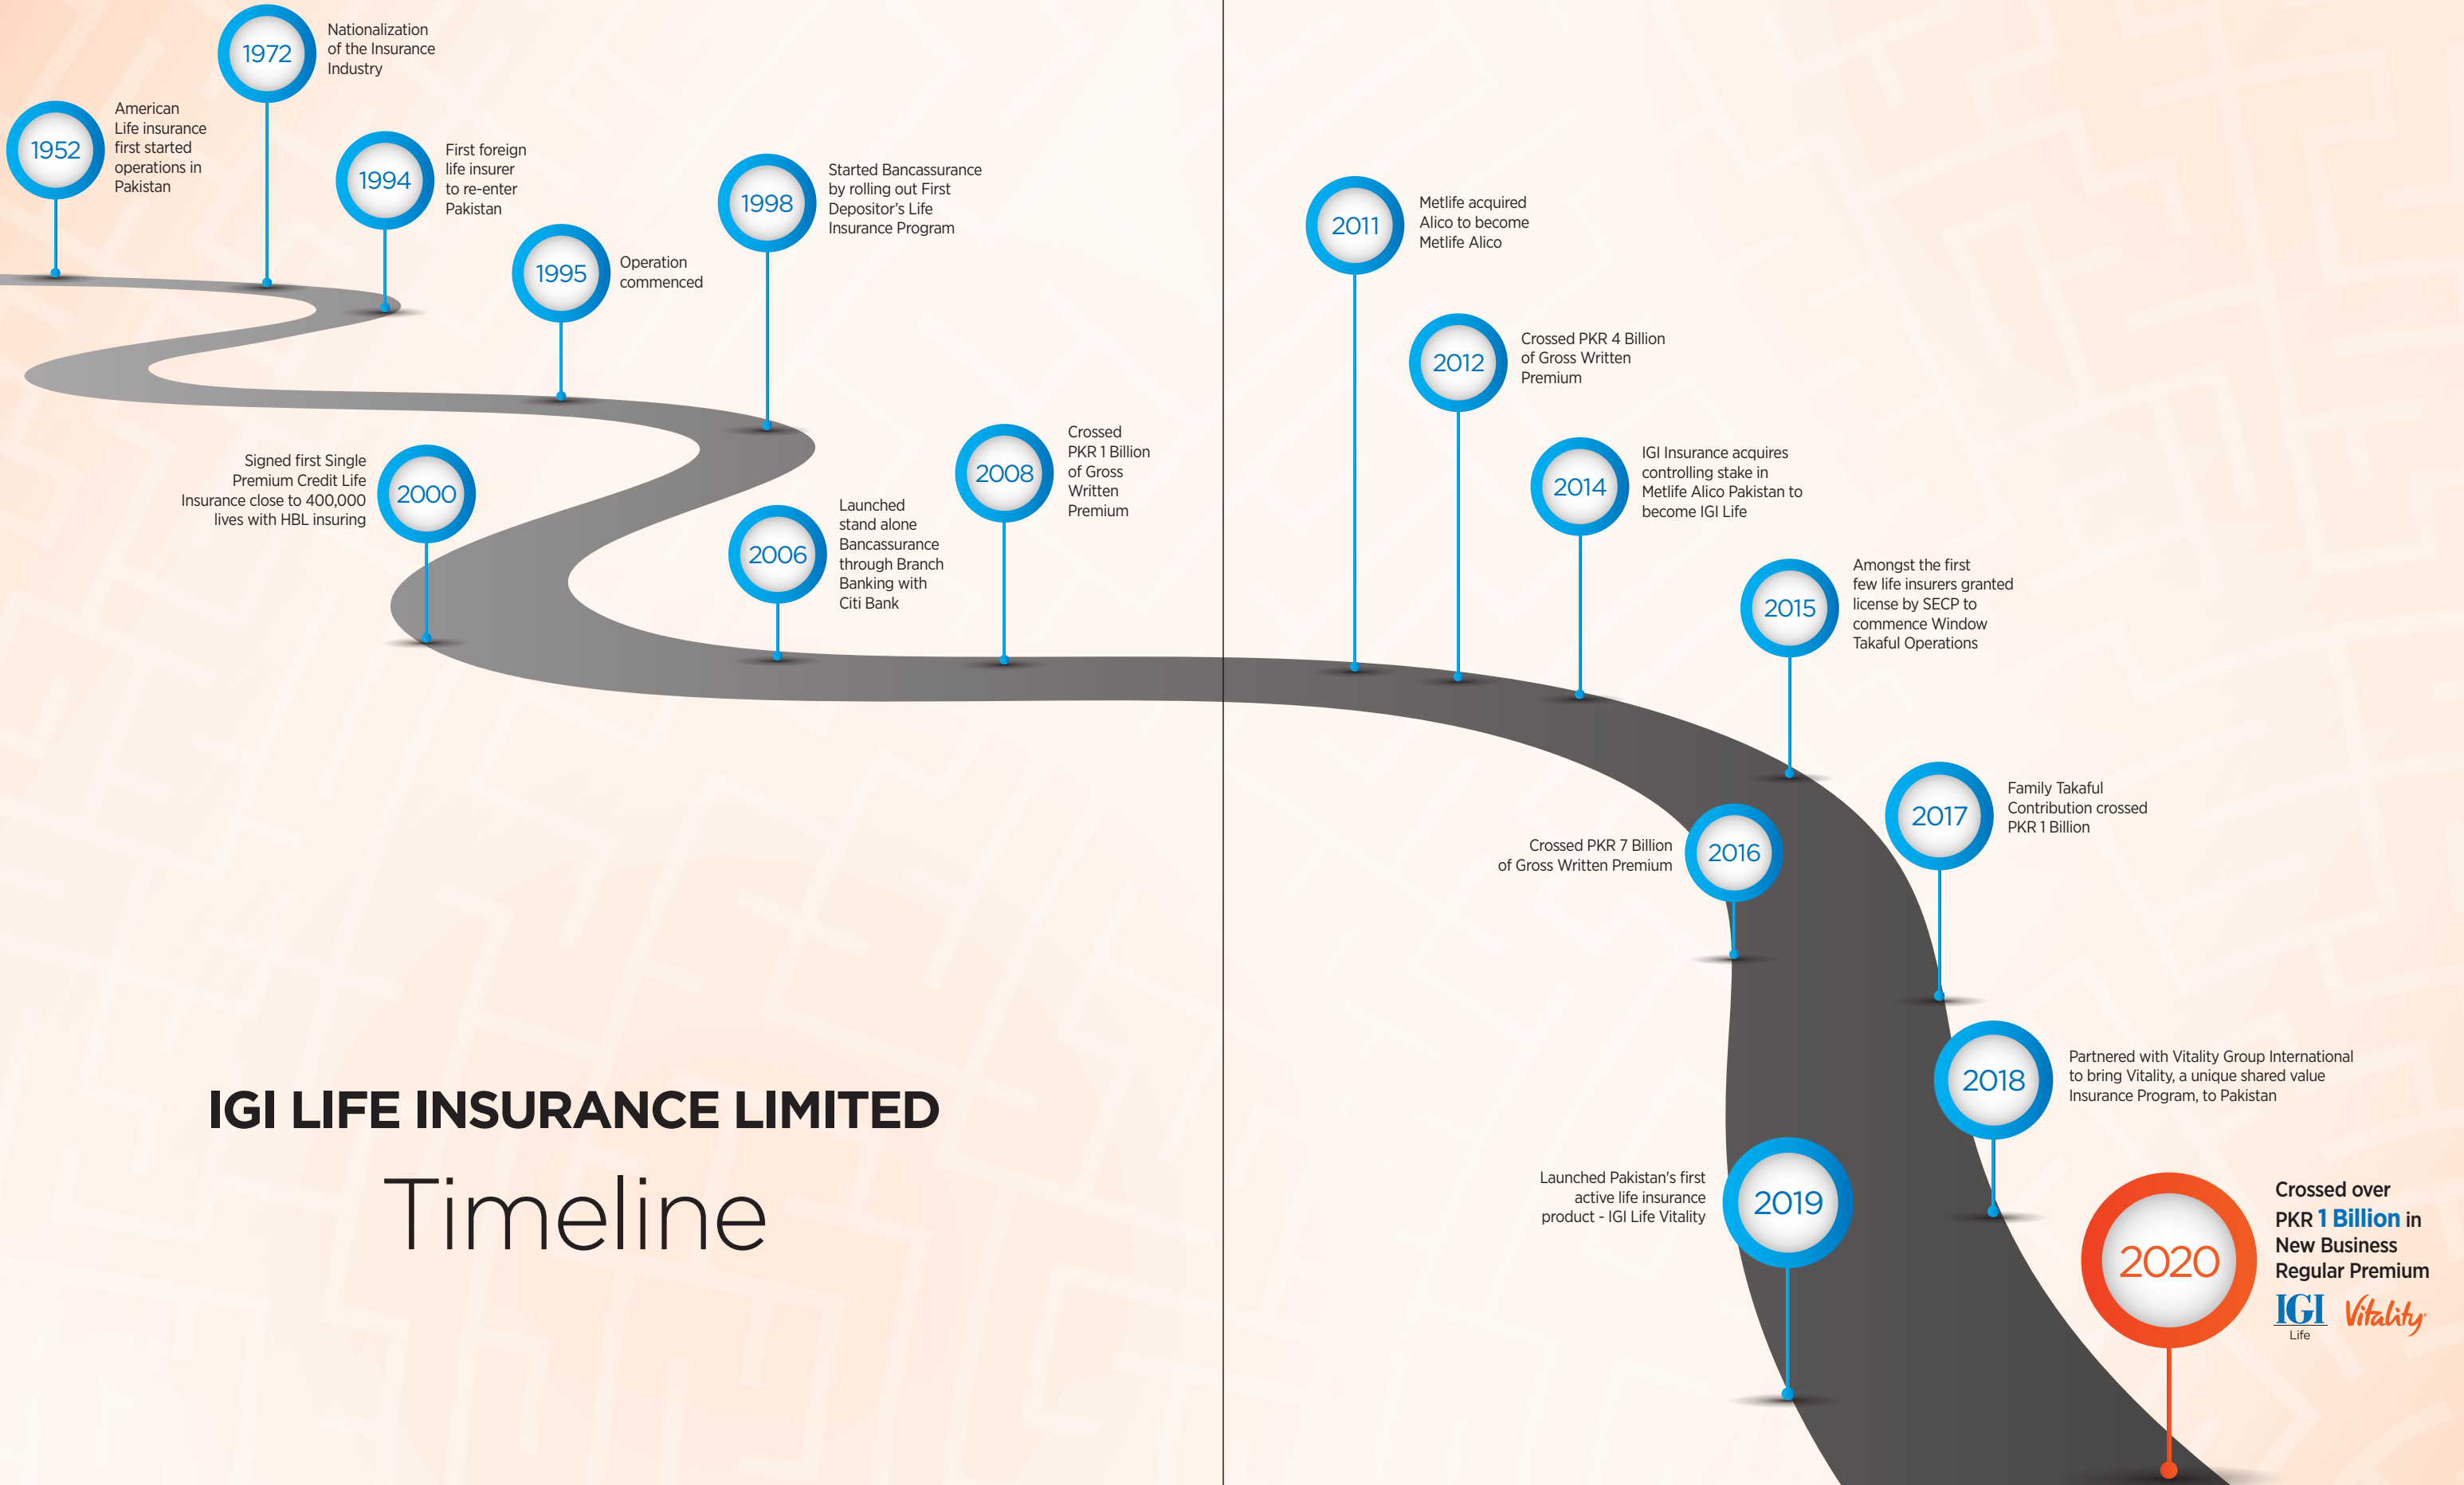 1952
American
Life insurance
first started
operations in
Pakistan
1972
Nationalization
of the Insurance
Industry
1994
First foreign
life insurer
to re-enter
Pakistan
1995
Operation
commenced
1998
Started Bancassurance
by rolling out First
Depositor's Life
Insurance Program
Signed first Single
Premium Credit Life
Insurance close to 400,000
lives with HBL insuring
2000
2006
Launched
stand alone
Bancassurance
through Branch
Banking with
Citi Bank
2008
Crossed
PKR 1 Billion
of Gross
Written
Premium
2011
Metlife acquired
Alico to become
Metlife Alico
2012
Crossed PKR 4 Billion
of Gross Written
Premium
2014
IGI Insurance acquires
controlling stake in
Metlife Alico Pakistan to
become IGI Life
2015
Amongst the first
few life insurers granted
license by SECP to
commence Window
Takaful Operations
Crossed PKR 7 Billion
of Gross Written Premium
2016
2017
Family Takaful
Contribution crossed
PKR 1 Billion
2018
Partnered with Vitality Group International
to bring Vitality, a unique shared value
Insurance Program, to Pakistan
Launched Pakistan's first
active life insurance
product - IGI Life Vitality
2019
2020
Crossed over
PKR 1 Billion in
New Business
Regular Premium
IGI
Life
Vitality
IGI LIFE INSURANCE LIMITED
Timeline